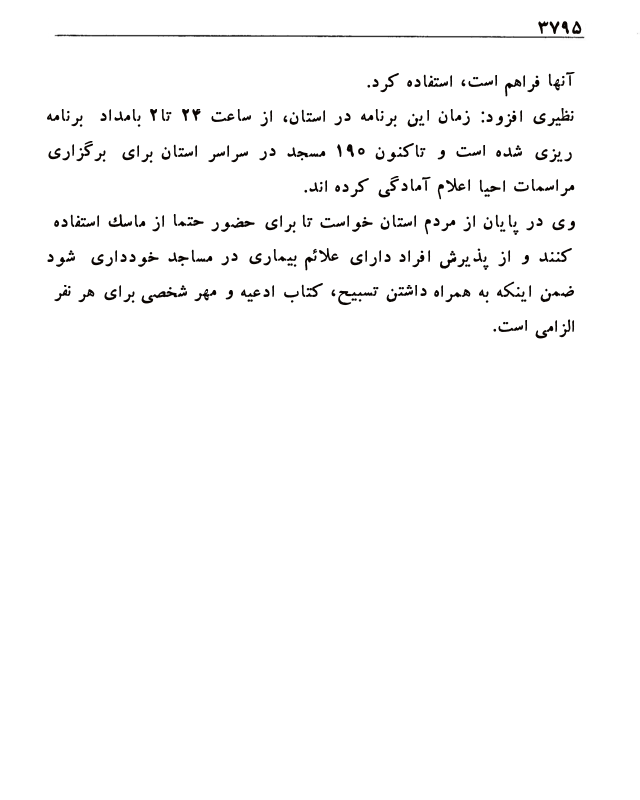 ۳۷۹۵
آنها فراهم است، استفاده کرد.
نظیری افزود: زمان این برنامه در استان، از ساعت ۲۴ تا۲ بامداد برنامه
ریزی شده است و تاکنون ۱۹۰ مسجد در سراسر استان برای برگزاری
مراسمات احیا اعلام آمادگی کرده اند.
وی در پایان از مردم استان خواست تا برای حضور حتما از ماسك استفاده
کنند و از پذیرش افراد دارای علائم بیماری در مساجد خودداری شود
ضمن اینکه به همراه داشتن تسبیح، کتاب ادعیه و مهر شخصی برای هر نفر
الزامی است.